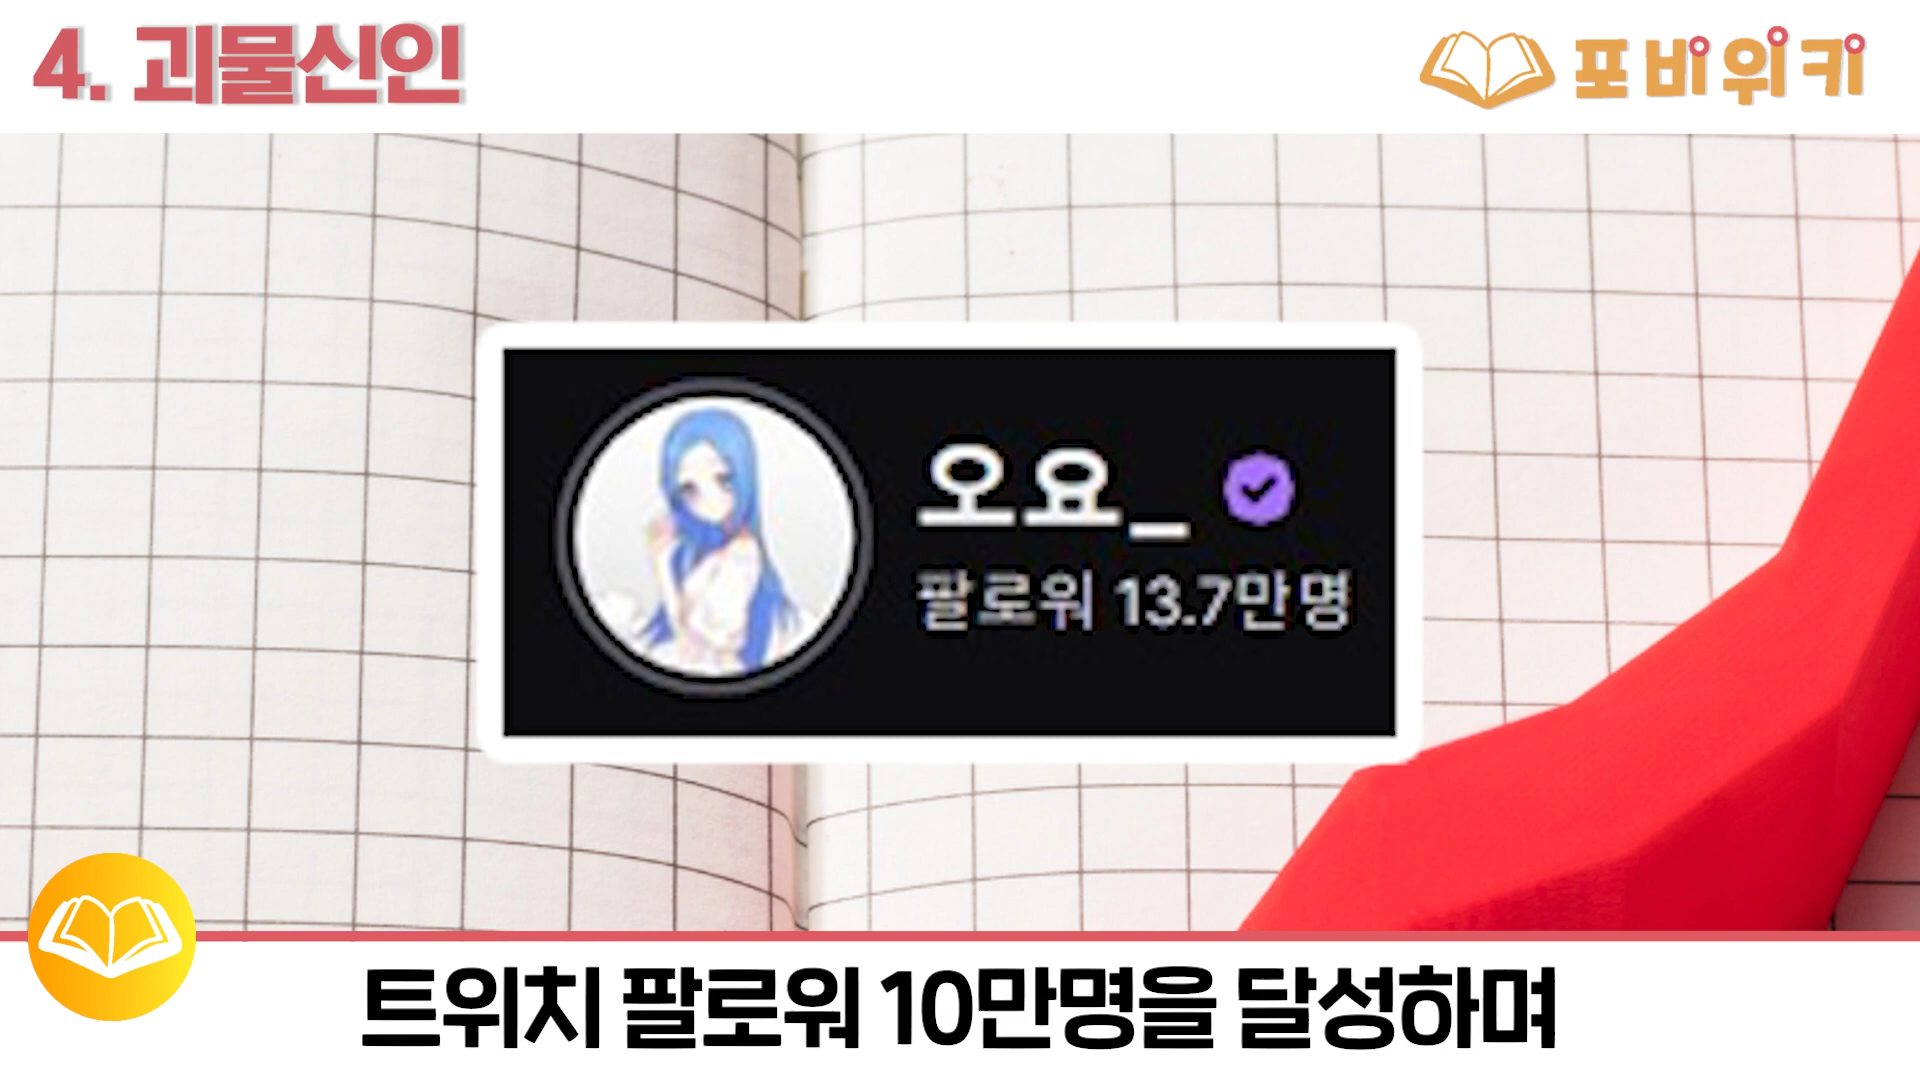 4. 괴물신인
포비위키
오요_
팔로워 13.7만명
트위치 팔로워 10만명을 달성하며